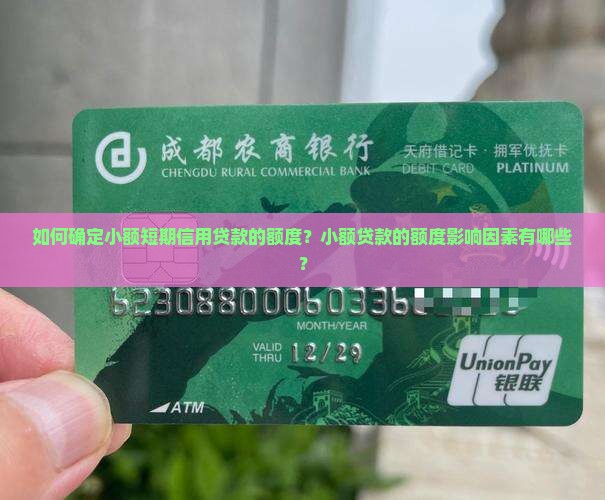 成都农商银行
CHENGDU RURAL COMMERCIAL BANK
天府借记卡·拥军优抚卡
DEBIT CARD PLATINUM
如何确定小额短期信用贷款的额度？小额贷款的额度影响因素有哪些
？
MONTH/YEAR
VALID
THRU 12/29
ATM
UnionPay
银联